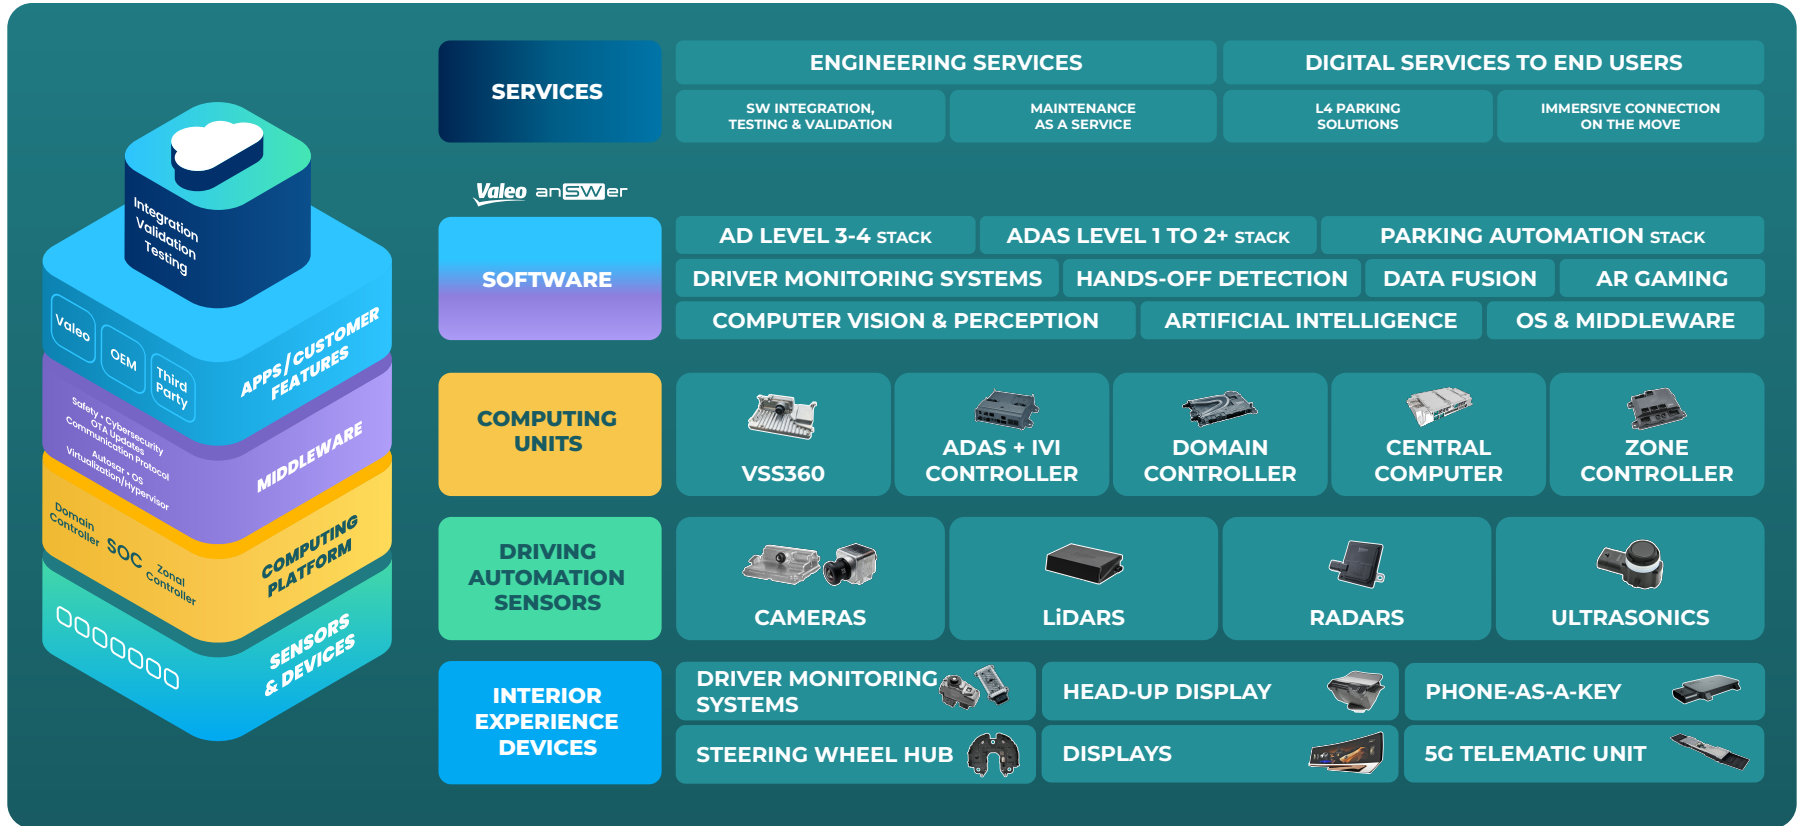 Integration
Validation
Testing
Valeo
OEM
Third
Party
APPS/CUSTOMER
FEATURES
Safety • Cybersecurity
OTA Updates
Communication Protocol
Autosar • OS
Virtualization/Hypervisor
MIDDLEWARE
Domain
Controller
SOC
Zonal
Controller
COMPUTING
PLATFORM
SENSORS
& DEVICES
SERVICES
ENGINEERING SERVICES
DIGITAL SERVICES TO END USERS
SW INTEGRATION,
TESTING & VALIDATION
MAINTENANCE
AS A SERVICE
L4 PARKING
SOLUTIONS
IMMERSIVE CONNECTION
ON THE MOVE
Valeo anSWer
SOFTWARE
AD LEVEL 3-4 STACK
ADAS LEVEL 1 TO 2+ STACK
PARKING AUTOMATION STACK
DRIVER MONITORING SYSTEMS
HANDS-OFF DETECTION
DATA FUSION
AR GAMING
COMPUTER VISION & PERCEPTION
ARTIFICIAL INTELLIGENCE
OS & MIDDLEWARE
COMPUTING
UNITS
VSS360
ADAS + IVI
CONTROLLER
DOMAIN
CONTROLLER
CENTRAL
COMPUTER
ZONE
CONTROLLER
DRIVING
AUTOMATION
SENSORS
CAMERAS
LiDARS
RADARS
ULTRASONICS
INTERIOR
EXPERIENCE
DEVICES
DRIVER MONITORING
SYSTEMS
HEAD-UP DISPLAY
PHONE-AS-A-KEY
STEERING WHEEL HUB
DISPLAYS
5G TELEMATIC UNIT